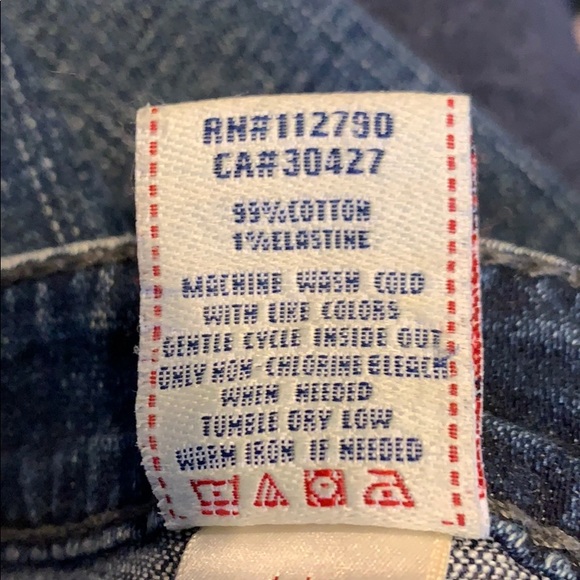 RN#112790
CA#30427
99%COTTON
1%ELASTINE
MACHINE WASH COLD
WITH LIKE COLORS
GENTLE CYCLE INSIDE OUT
ONLY NON-CHLORINE BLEACH
WHEN NEEDED
TUMBLE DRY LOW
WARM IRON IF NEEDED